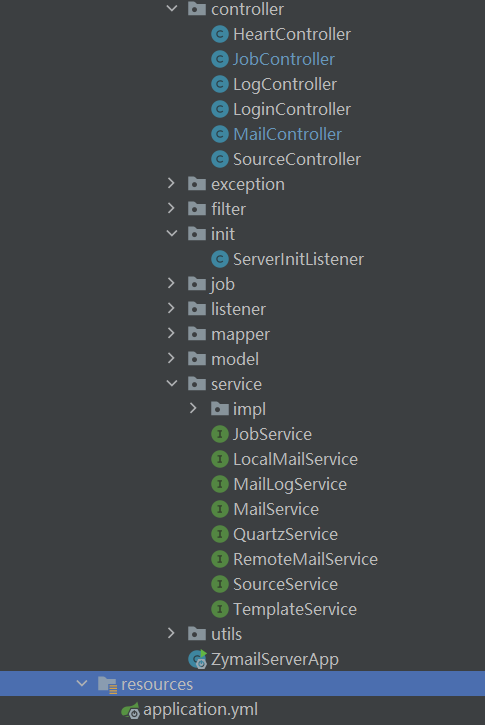 controller
HeartController
JobController
LogController
LoginController
MailController
SourceController
exception
filter
init
ServerInitListener
job
listener
mapper
model
service
impl
JobService
LocalMailService
MailLogService
MailService
QuartzService
RemoteMailService
SourceService
TemplateService
utils
ZymailServerApp
resources
application.yml